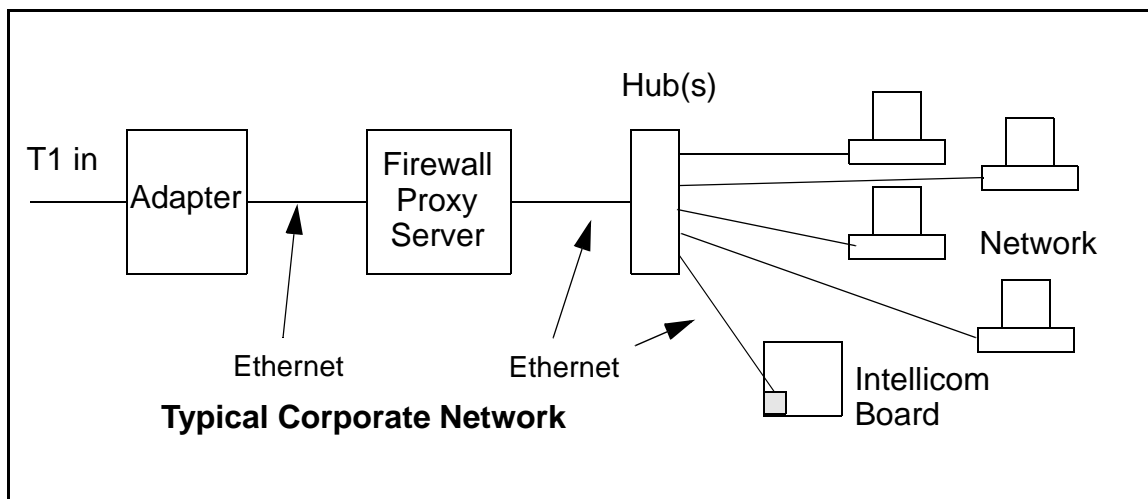 Hub(s)
T1 in
Adapter
Firewall
Proxy
Server
Network
Ethernet
Ethernet
Intellicom
Board
Typical Corporate Network